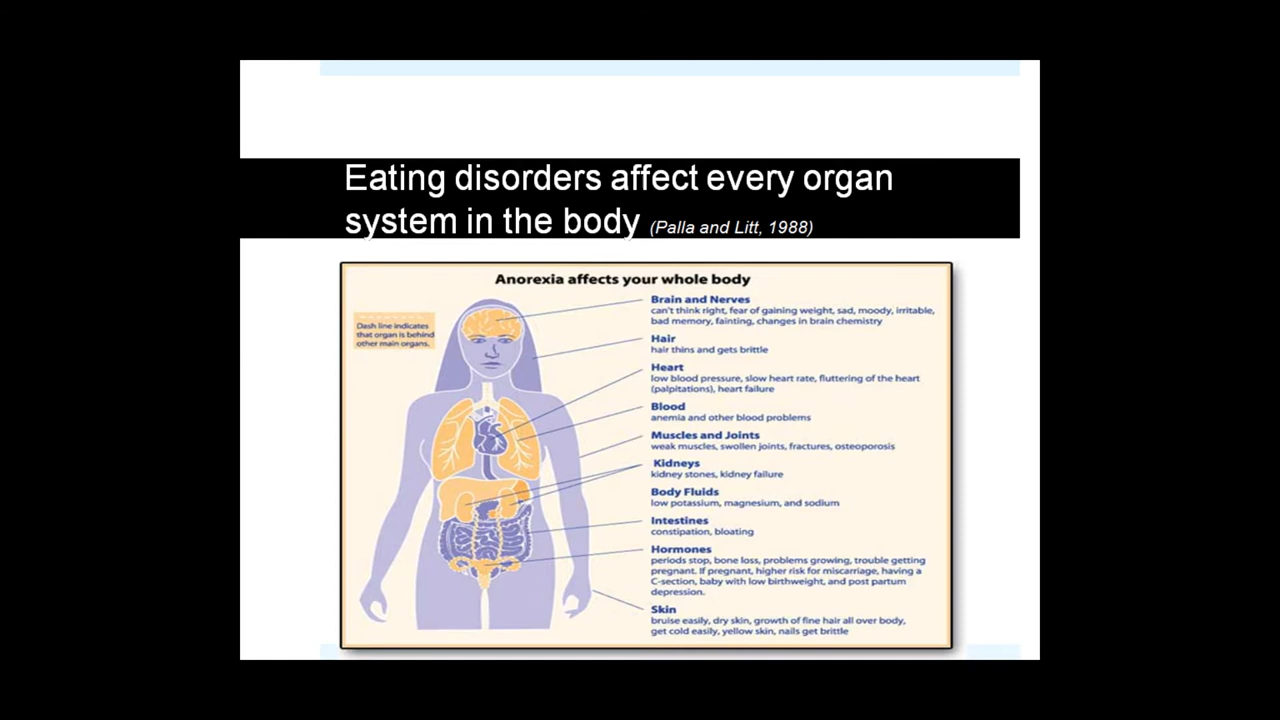 Eating disorders affect every organ
system in the body (Palla and Litt, 1988)
Anorexia affects your whole body
Dash line indicates
that organ is behind
other main organs.
Brain and Nerves
can't think right, fear of gaining weight, sad, moody, irritable,
bad memory, fainting, changes in brain chemistry
Hair
hair thins and gets brittle
Heart
low blood pressure, slow heart rate, fluttering of the heart
(palpitations), heart failure
Blood
anemia and other blood problems
Muscles and Joints
weak muscles, swollen joints, fractures, osteoporosis
Kidneys
kidney stones, kidney failure
Body Fluids
low potassium, magnesium, and sodium
Intestines
constipation, bloating
Hormones
periods stop, bone loss, problems growing, trouble getting
pregnant. If pregnant, higher risk for miscarriage, having a
C-section, baby with low birthweight, and post partum
depression.
Skin
bruise easily, dry skin, growth of fine hair all over body,
get cold easily, yellow skin, nails get brittle